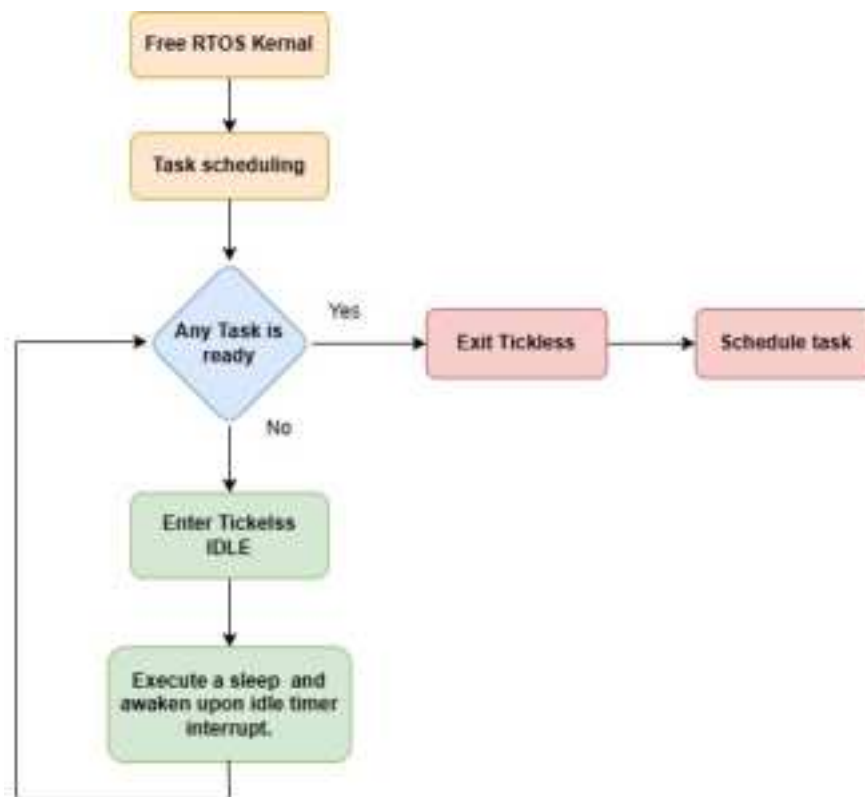 Free RTOS Kernal
Task scheduling
Any Task is
ready
Yes
Exit Tickless
Schedule task
No
Enter Tickelss
IDLE
Execute a sleep and
awaken upon idle timer
interrupt.